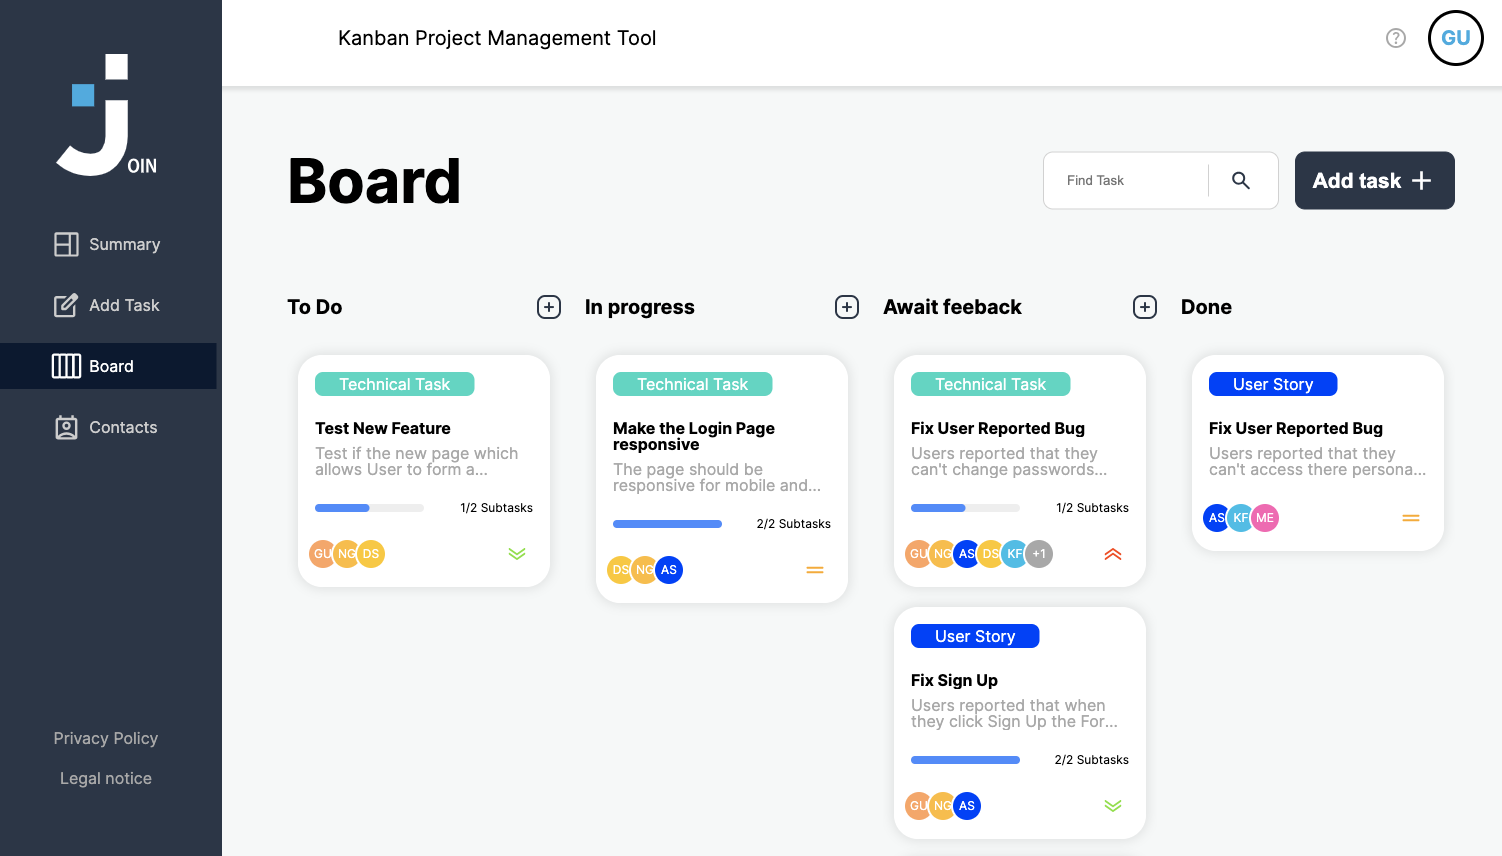 OIN
Summary
Add Task
Board
Contacts
Privacy Policy
Legal notice
Kanban Project Management Tool
?
GU
Board
Find Task
Add task
To Do
Technical Task
Test New Feature
Test if the new page which
allows User to form a...
1/2 Subtasks
GU NG DS
In progress
Technical Task
Make the Login Page
responsive
The page should be
responsive for mobile and...
2/2 Subtasks
DS NG AS
Await feeback
Technical Task
Fix User Reported Bug
Users reported that they
can't change passwords...
1/2 Subtasks
GU NG AS DS KF +1
User Story
Fix Sign Up
Users reported that when
they click Sign Up the For...
2/2 Subtasks
GU NG AS
Done
User Story
Fix User Reported Bug
Users reported that they
can't access there persona...
AS KF ME